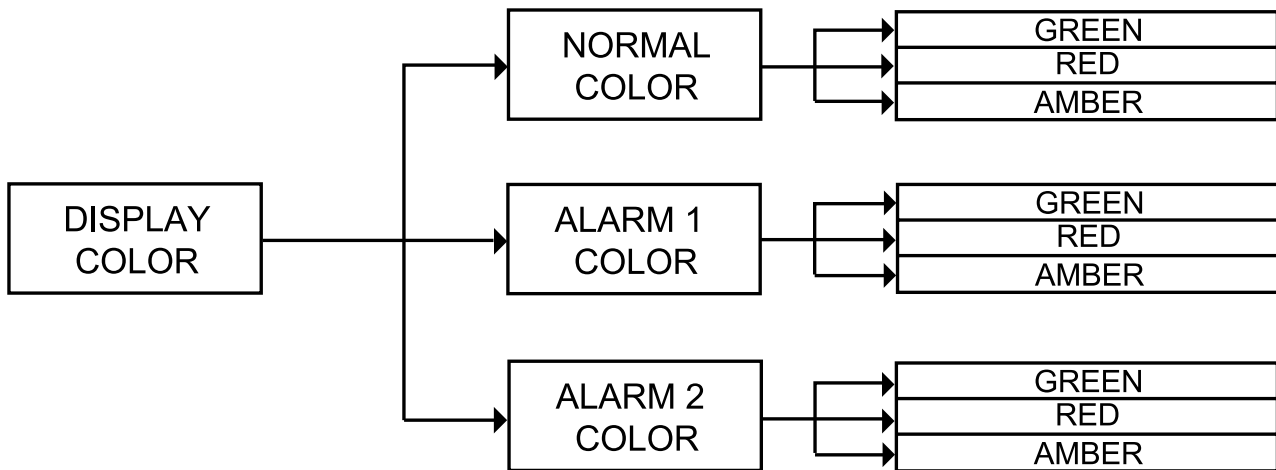 NORMAL
COLOR
GREEN
RED
AMBER
DISPLAY
COLOR
ALARM 1
COLOR
GREEN
RED
AMBER
ALARM 2
COLOR
GREEN
RED
AMBER